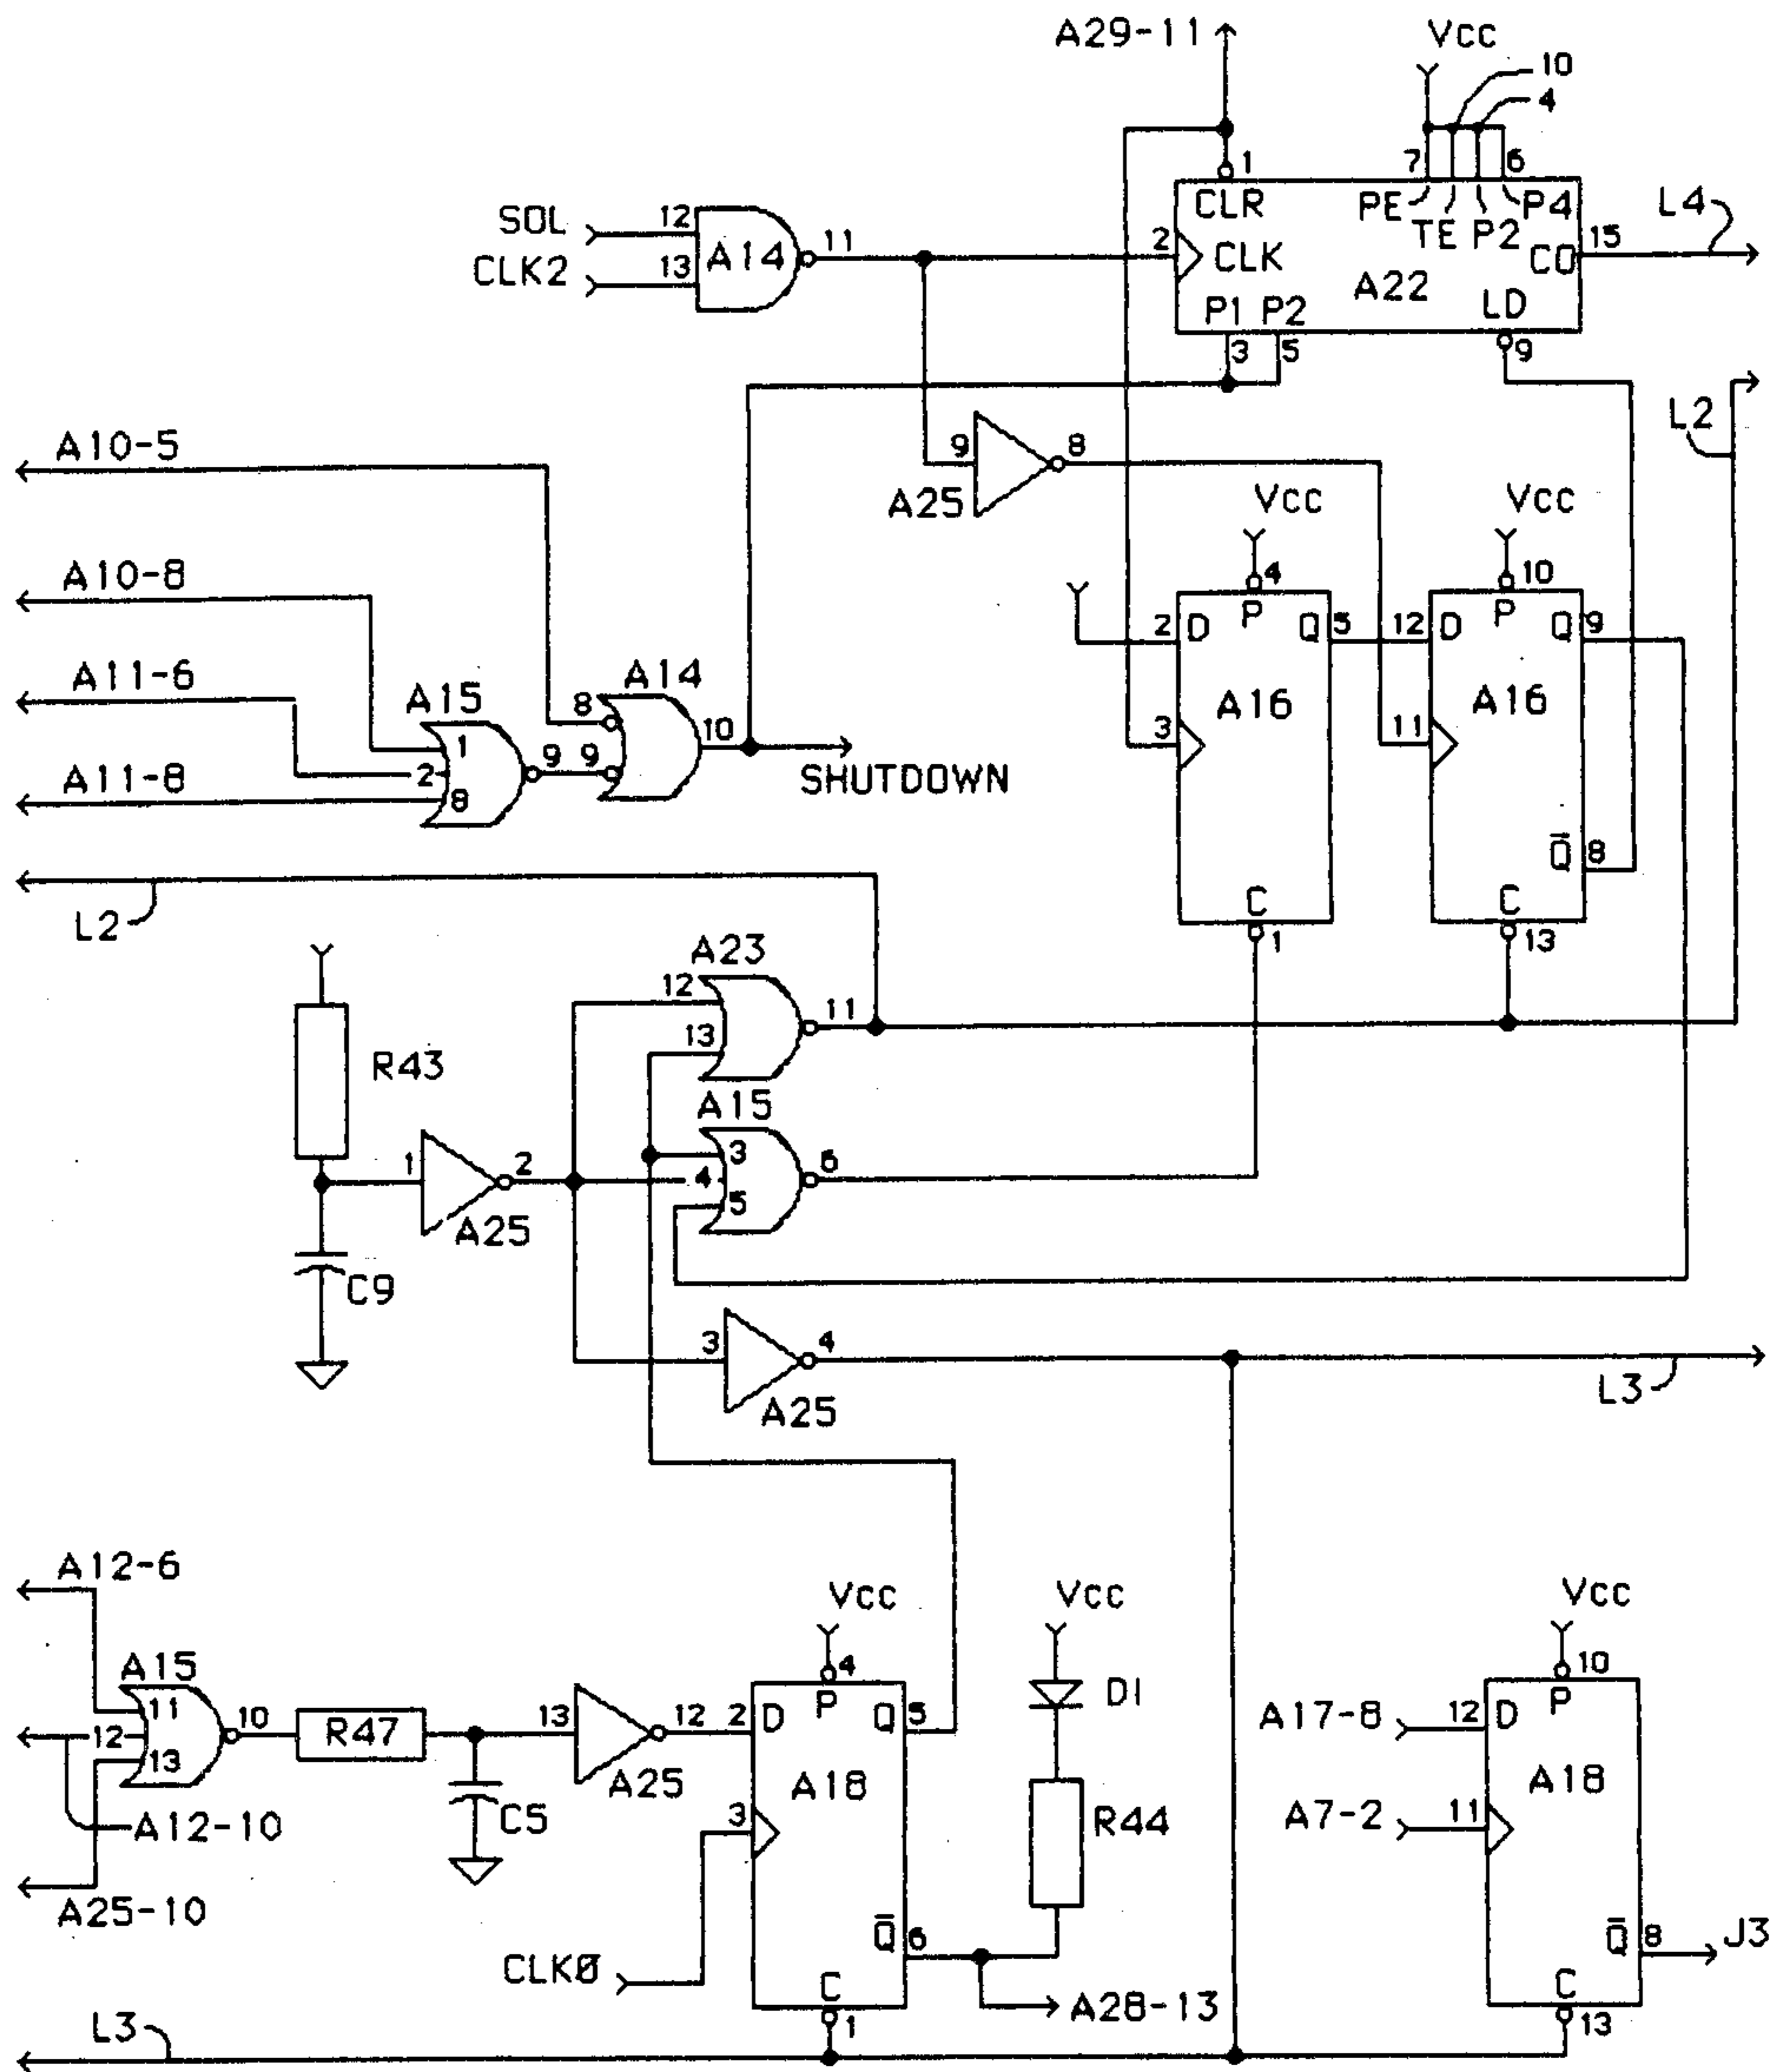 A29-11
Vcc
10
4
1
7
6
CLR
PE
P4
TE P2
L4
SOL
12
A14
11
2
CLK
CO
15
CLK2
13
A22
P1 P2
LD
3
5
9
L2
A10-5
9
8
A25
Vcc
Vcc
A10-8
4
10
2
D
P
Q
5
12
D
P
Q
9
A11-6
A15
A14
8
A16
A16
1
9
9
10
3
11
2
A11-8
8
SHUTDOWN
Q̅
8
L2
C
C
1
13
A23
12
11
R43
13
A15
1
2
3
4
6
5
A25
C9
3
4
A25
L3
A12-6
Vcc
Vcc
Vcc
A15
4
10
11
10
R47
13
12
2
D
P
Q
5
D1
A17-8
12
D
P
12
13
A25
A18
A18
C5
3
R44
A7-2
11
A12-10
A25-10
Q̅
6
Q̅
8
J3
CLK0
C
A28-13
C
L3
1
13